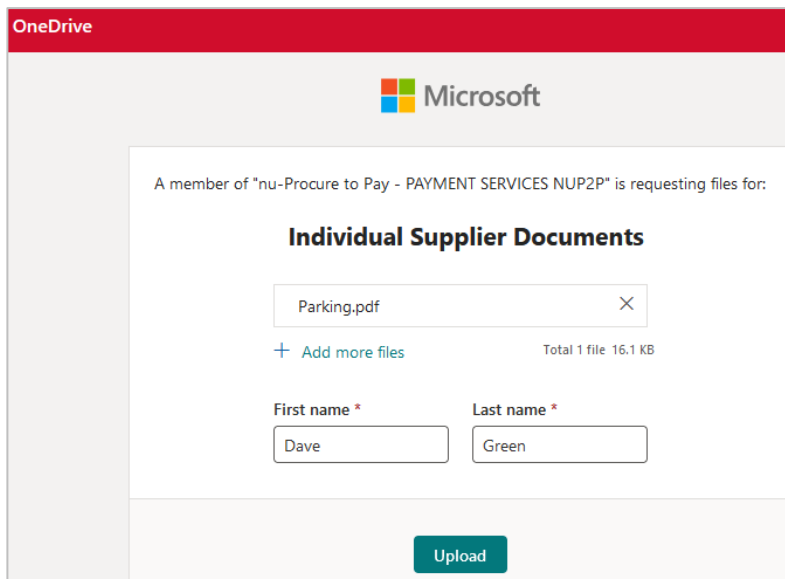 OneDrive
Microsoft
A member of "nu-Procure to Pay - PAYMENT SERVICES NUP2P" is requesting files for:
Individual Supplier Documents
Parking.pdf
Add more files
Total 1 file 16.1 KB
First name *
Last name *
Dave
Green
Upload